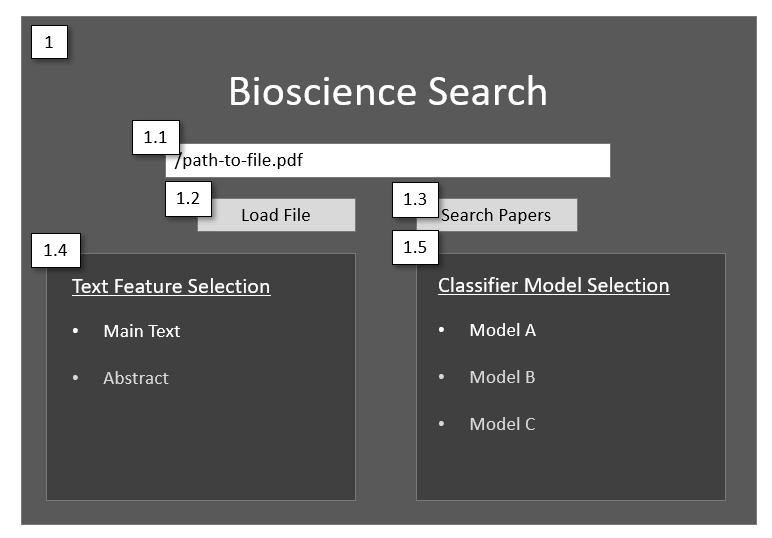 1
Bioscience Search
1.1
/path-to-file.pdf
1.2
Load File
1.3
Search Papers
1.4
Text Feature Selection
• Main Text
• Abstract
1.5
Classifier Model Selection
• Model A
• Model B
• Model C